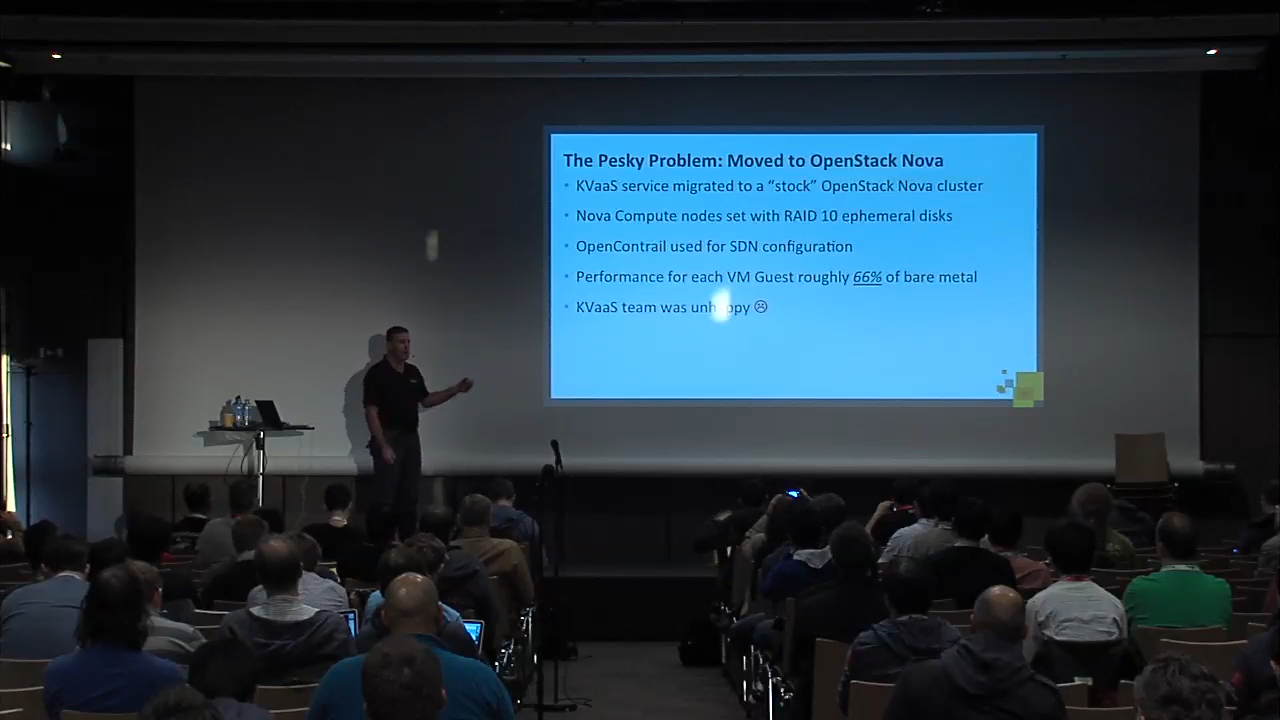 The Pesky Problem: Moved to OpenStack Nova
• KVaaS service migrated to a “stock” OpenStack Nova cluster
• Nova Compute nodes set with RAID 10 ephemeral disks
• OpenContrail used for SDN configuration
• Performance for each VM Guest roughly 66% of bare metal
• KVaaS team was unhappy ☹